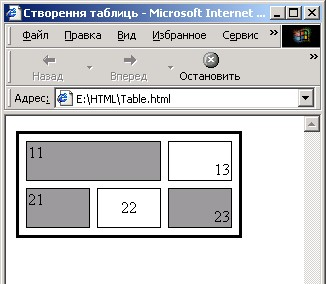 Створення таблиць - Microsoft Internet ..
Файл Правка Вид Избранное Сервис »
Назад Вперед Остановить »
Адрес: E:\HTML\Table.html
11
13
21 22 23